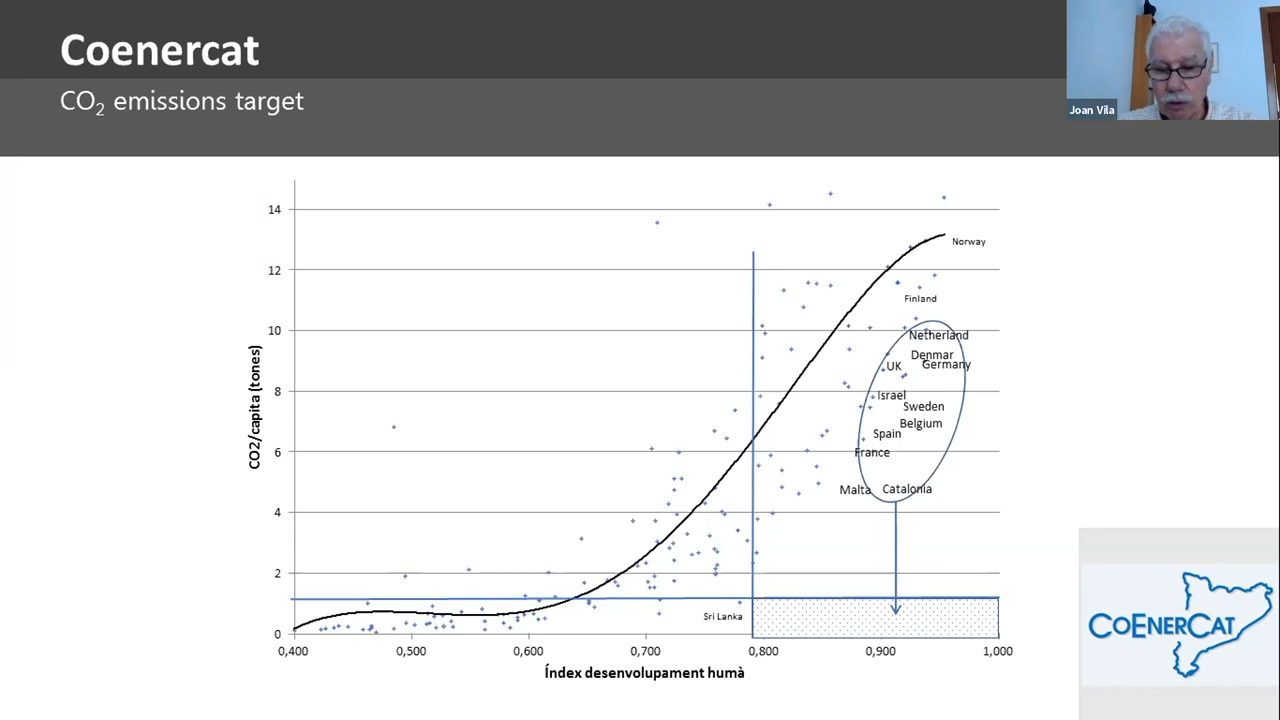 Coenercat
CO2 emissions target
Joan Vila
CO2/capita (tones)
14
12
10
8
6
4
2
0
Norway
Finland
Netherland
Denmar
Germany
UK
Israel
Sweden
Belgium
Spain
France
Malta
Catalonia
Sri Lanka
0,400
0,500
0,600
0,700
0,800
0,900
1,000
Índex desenvolupament humà
COENERCAT